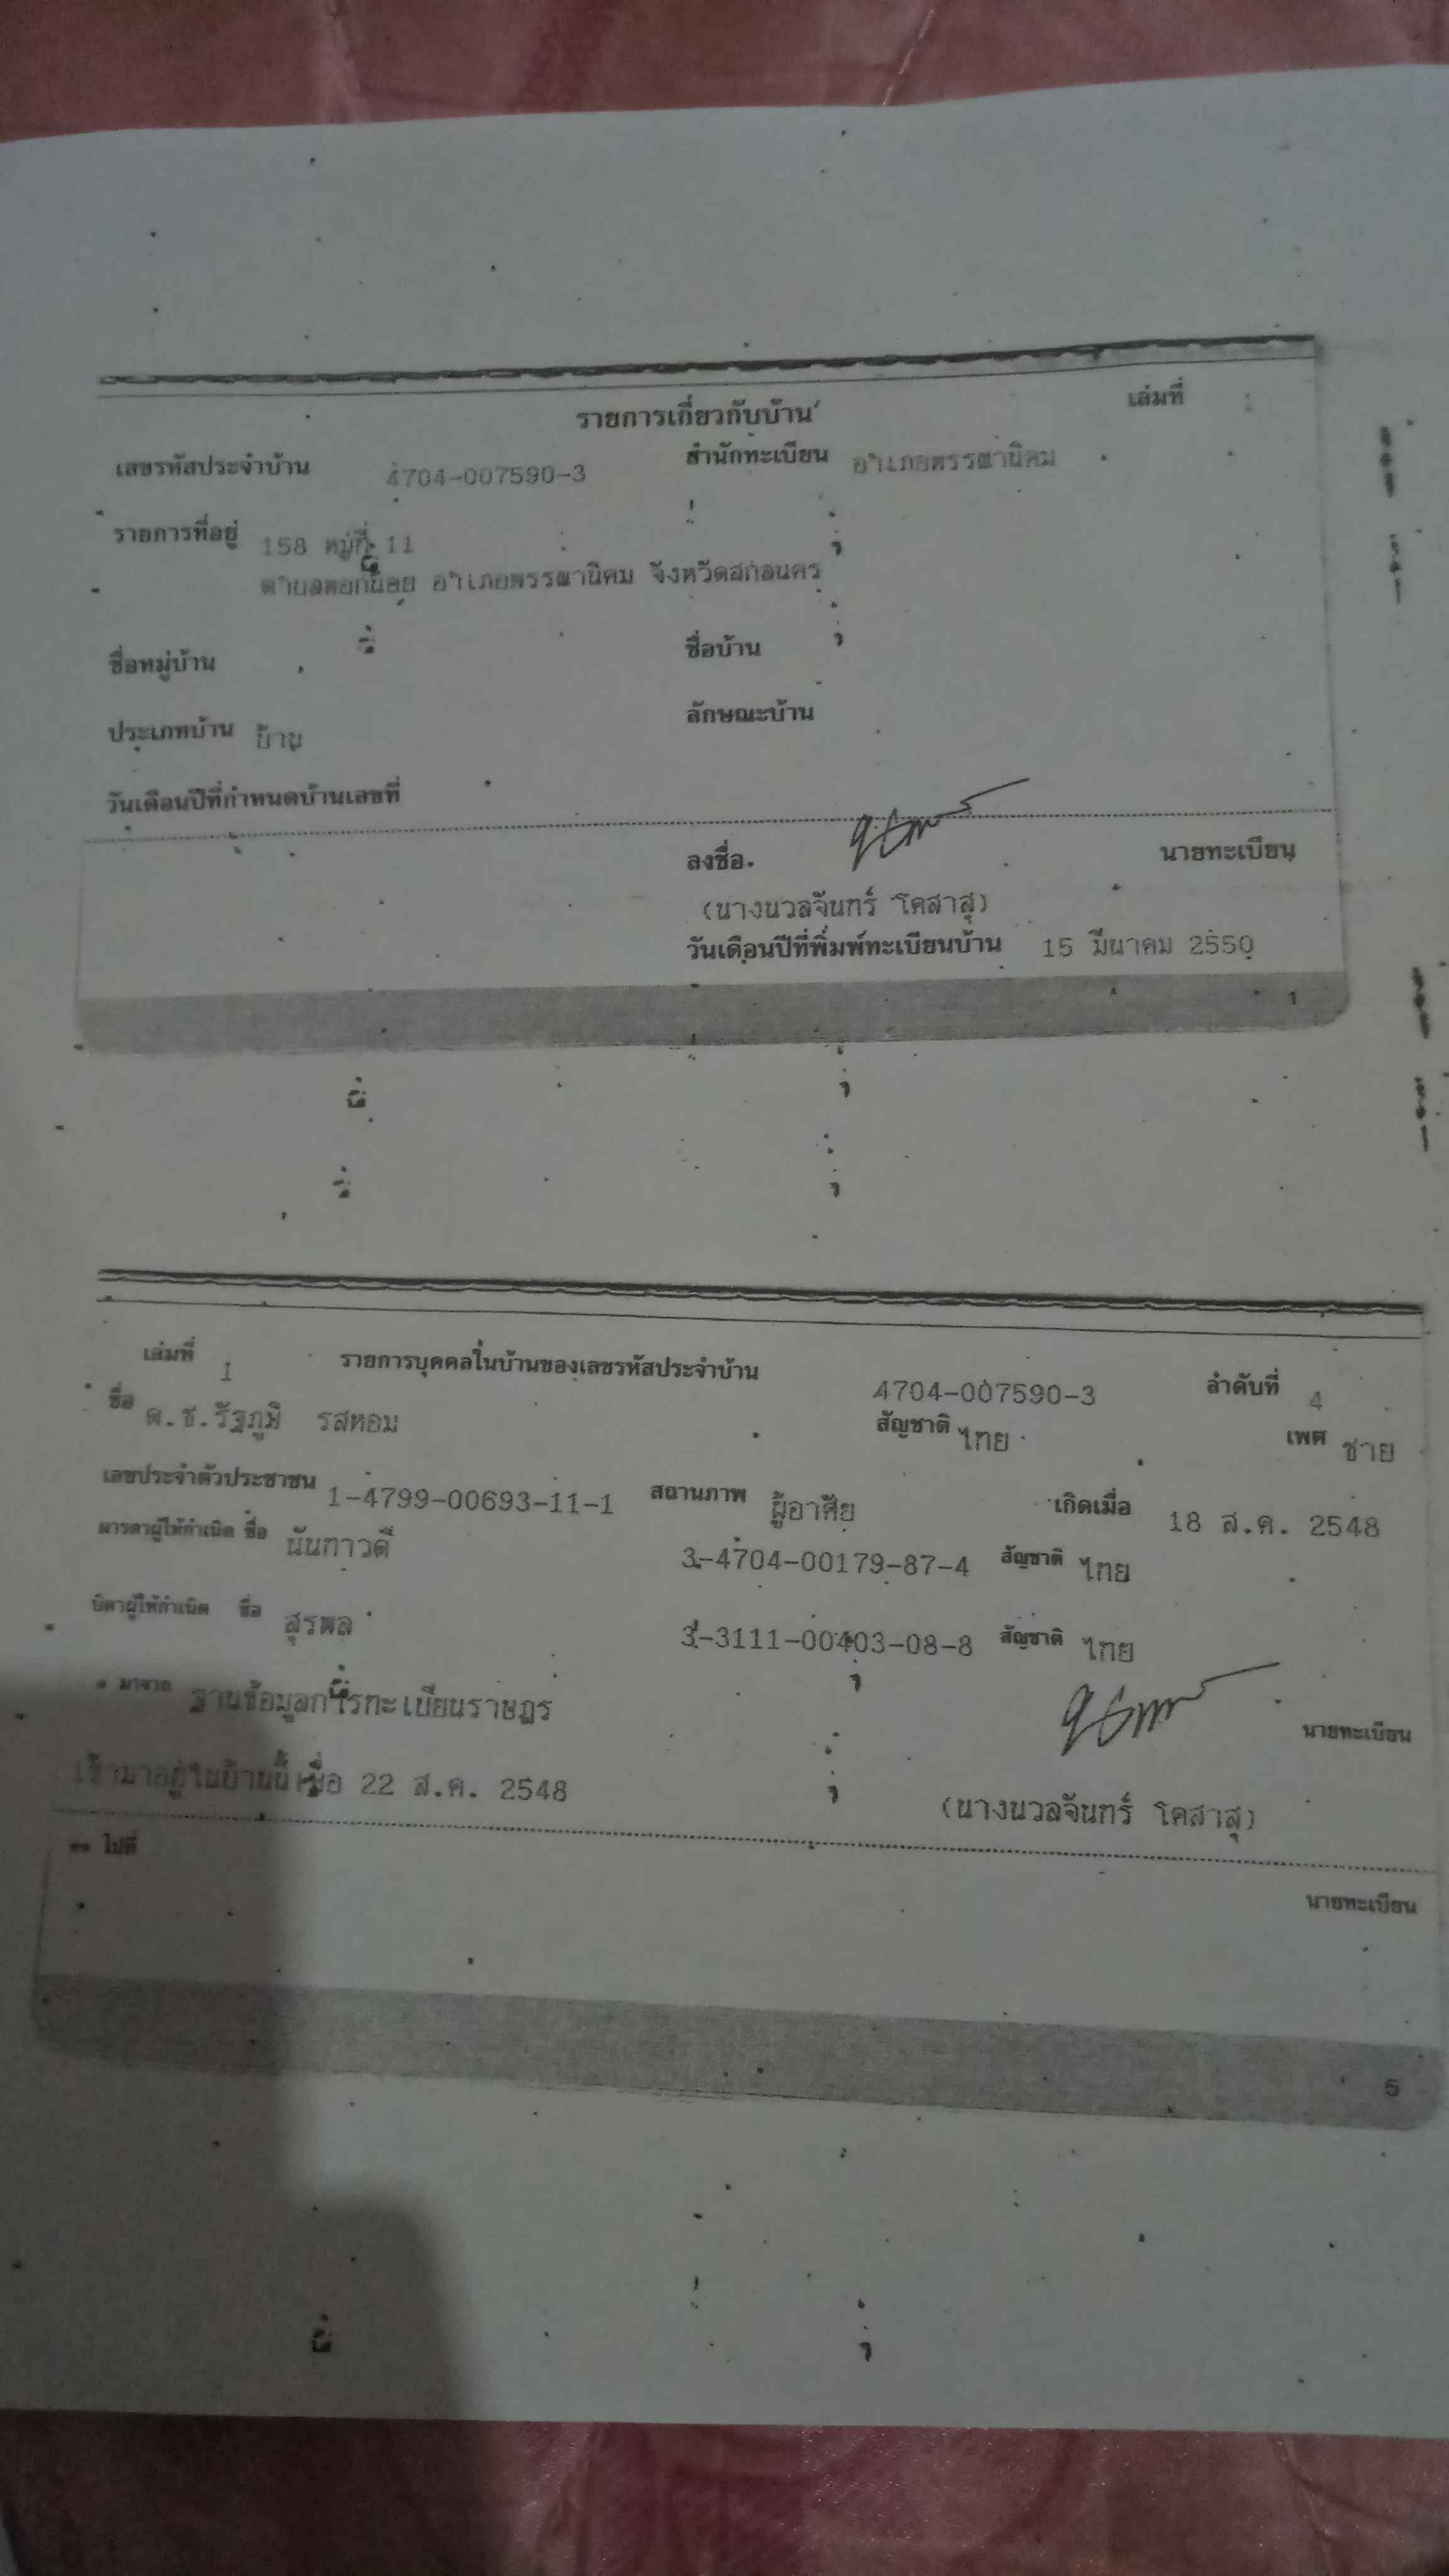 รายการเกี่ยวกับบ้าน เล่มที่
เลขรหัสประจำบ้าน 4704-007590-3 สำนักทะเบียน อำเภอพรรณานิคม
รายการที่อยู่ 158 หมู่ที่ 11
ตำบลพอกน้อย อำเภอพรรณานิคม จังหวัดสกลนคร
ชื่อหมู่บ้าน ชื่อบ้าน
ประเภทบ้าน บ้าน ลักษณะบ้าน
วันเดือนปีที่กำหนดบ้านเลขที่
ลงชื่อ. นายทะเบียน
(นางนวลจันทร์ โคสาสุ)
วันเดือนปีที่พิมพ์ทะเบียนบ้าน 15 มีนาคม 2550
1
เล่มที่ 1 รายการบุคคลในบ้านของเลขรหัสประจำบ้าน 4704-007590-3 ลำดับที่ 4
ชื่อ ด.ช.รัฐภูมิ รสหอม สัญชาติ ไทย เพศ ชาย
เลขประจำตัวประชาชน 1-4799-00693-11-1 สถานภาพ ผู้อาศัย เกิดเมื่อ 18 ส.ค. 2548
มารดาผู้ให้กำเนิด ชื่อ นันทาวดี 3-4704-00179-87-4 สัญชาติ ไทย
บิดาผู้ให้กำเนิด ชื่อ สุรพล 3-3111-00403-08-8 สัญชาติ ไทย
* มาจาก ฐานข้อมูลการทะเบียนราษฎร
นายทะเบียน
เข้ามาอยู่ในบ้านนี้เมื่อ 22 ส.ค. 2548 (นางนวลจันทร์ โคสาสุ)
** ไปที่
นายทะเบียน
5